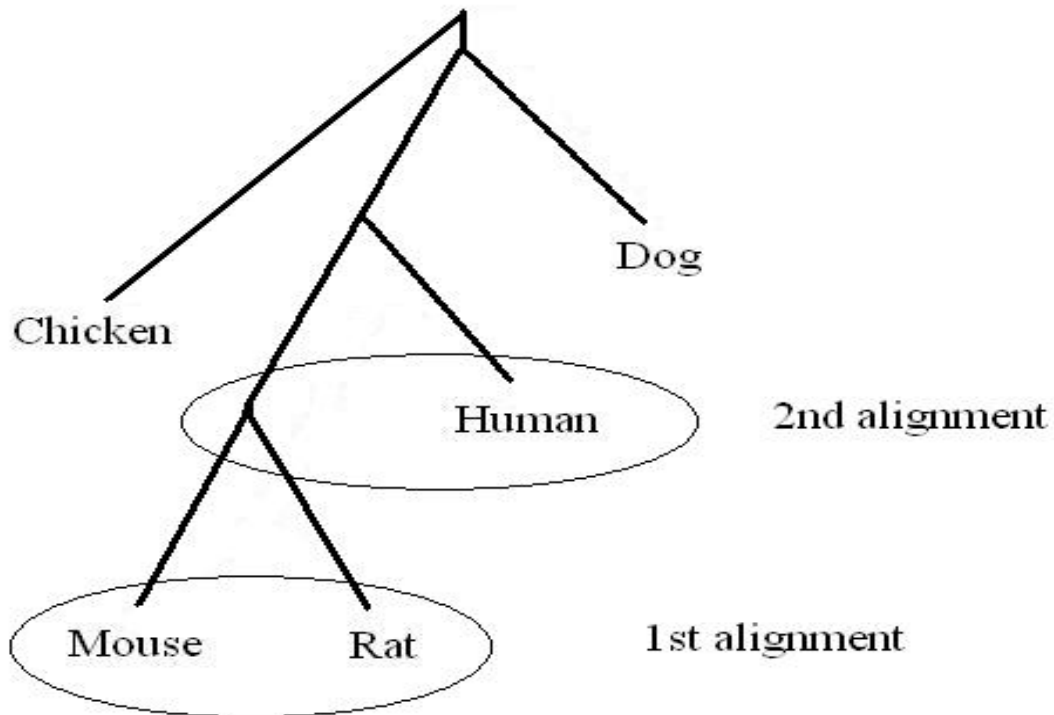 Dog
Chicken
Human
2nd alignment
Mouse
Rat
1st alignment